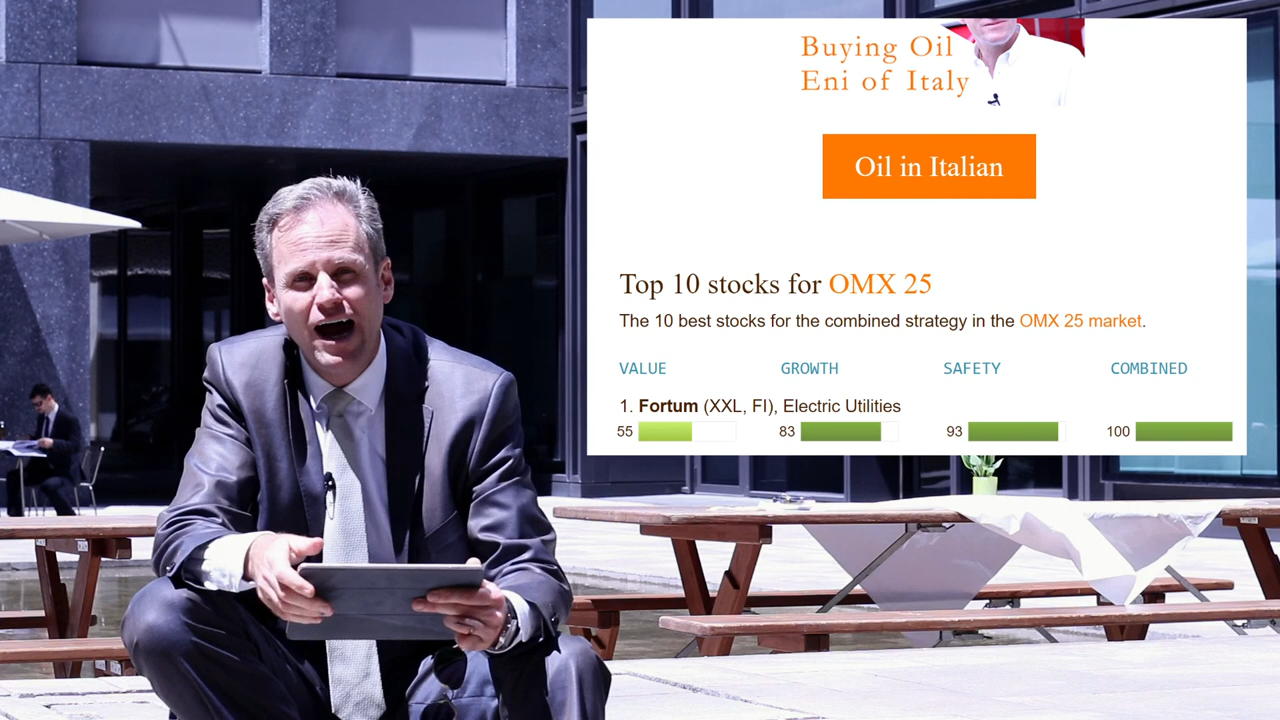 Buying Oil
Eni of Italy
Oil in Italian
Top 10 stocks for OMX 25
The 10 best stocks for the combined strategy in the OMX 25 market.
VALUE GROWTH SAFETY COMBINED
1. Fortum (XXL, FI), Electric Utilities
55 83 93 100